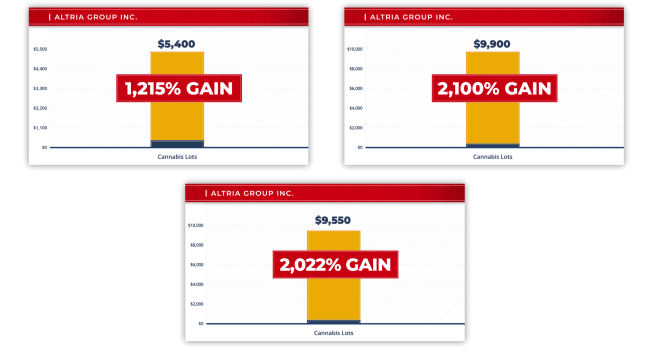 | ALTRIA GROUP INC.
$5,400
$5,500
$4,400
$3,300
$2,200
$1,100
$0
1,215% GAIN
Cannabis Lots
| ALTRIA GROUP INC.
$9,900
$10,000
$8,000
$6,000
$4,000
$2,000
$0
2,100% GAIN
Cannabis Lots
| ALTRIA GROUP INC.
$9,550
$10,000
$8,000
$6,000
$4,000
$2,000
$0
2,022% GAIN
Cannabis Lots